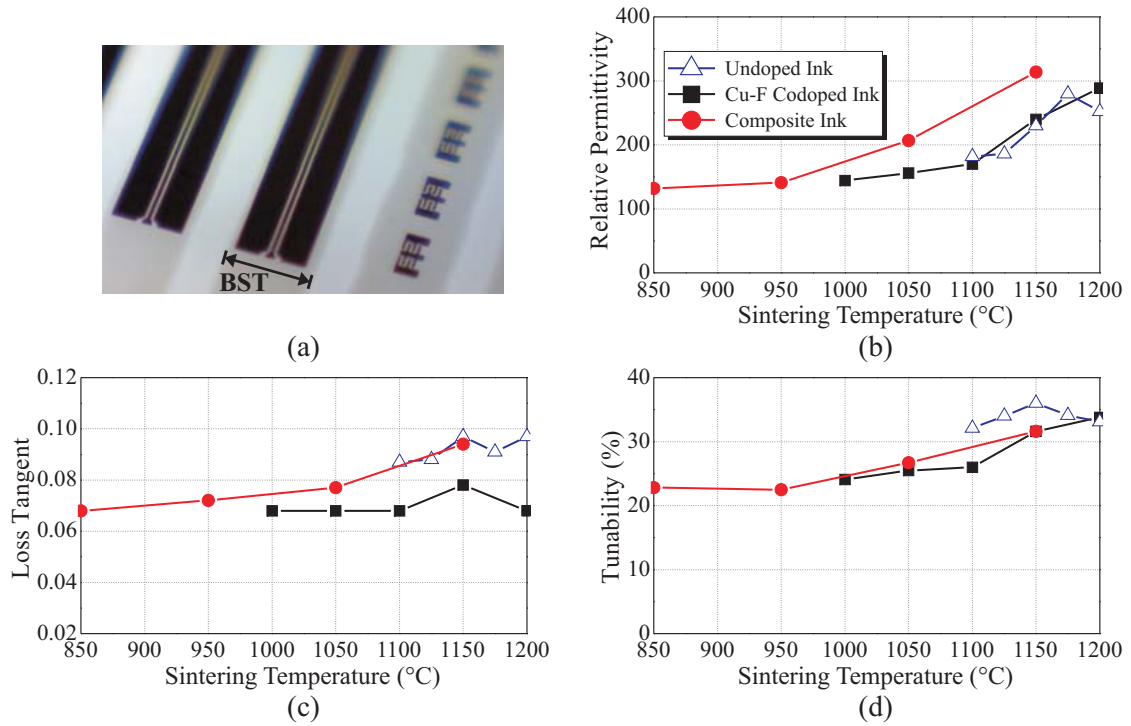 BST
(a)
400
300
200
100
0
Relative Permittivity
Undoped Ink
Cu-F Codoped Ink
Composite Ink
850 900 950 1000 1050 1100 1150 1200
Sintering Temperature (°C)
(b)
0.12
0.10
0.08
0.06
0.04
0.02
Loss Tangent
850 900 950 1000 1050 1100 1150 1200
Sintering Temperature (°C)
(c)
40
30
20
10
0
Tunability (%)
850 900 950 1000 1050 1100 1150 1200
Sintering Temperature (°C)
(d)